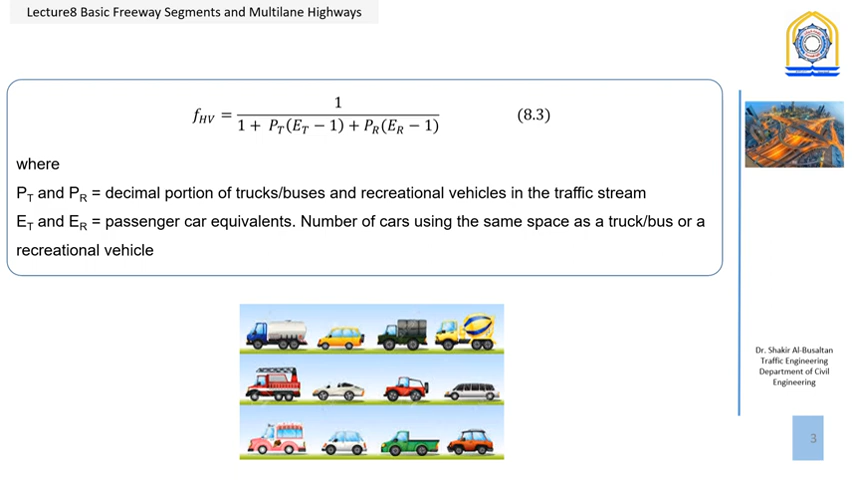 Lecture8 Basic Freeway Segments and Multilane Highways
f_HV = 1 / (1 + P_T(E_T − 1) + P_R(E_R − 1)) (8.3)
where
P_T and P_R = decimal portion of trucks/buses and recreational vehicles in the traffic stream
E_T and E_R = passenger car equivalents. Number of cars using the same space as a truck/bus or a
recreational vehicle
Dr. Shakir Al-Busaltan
Traffic Engineering
Department of Civil
Engineering
3